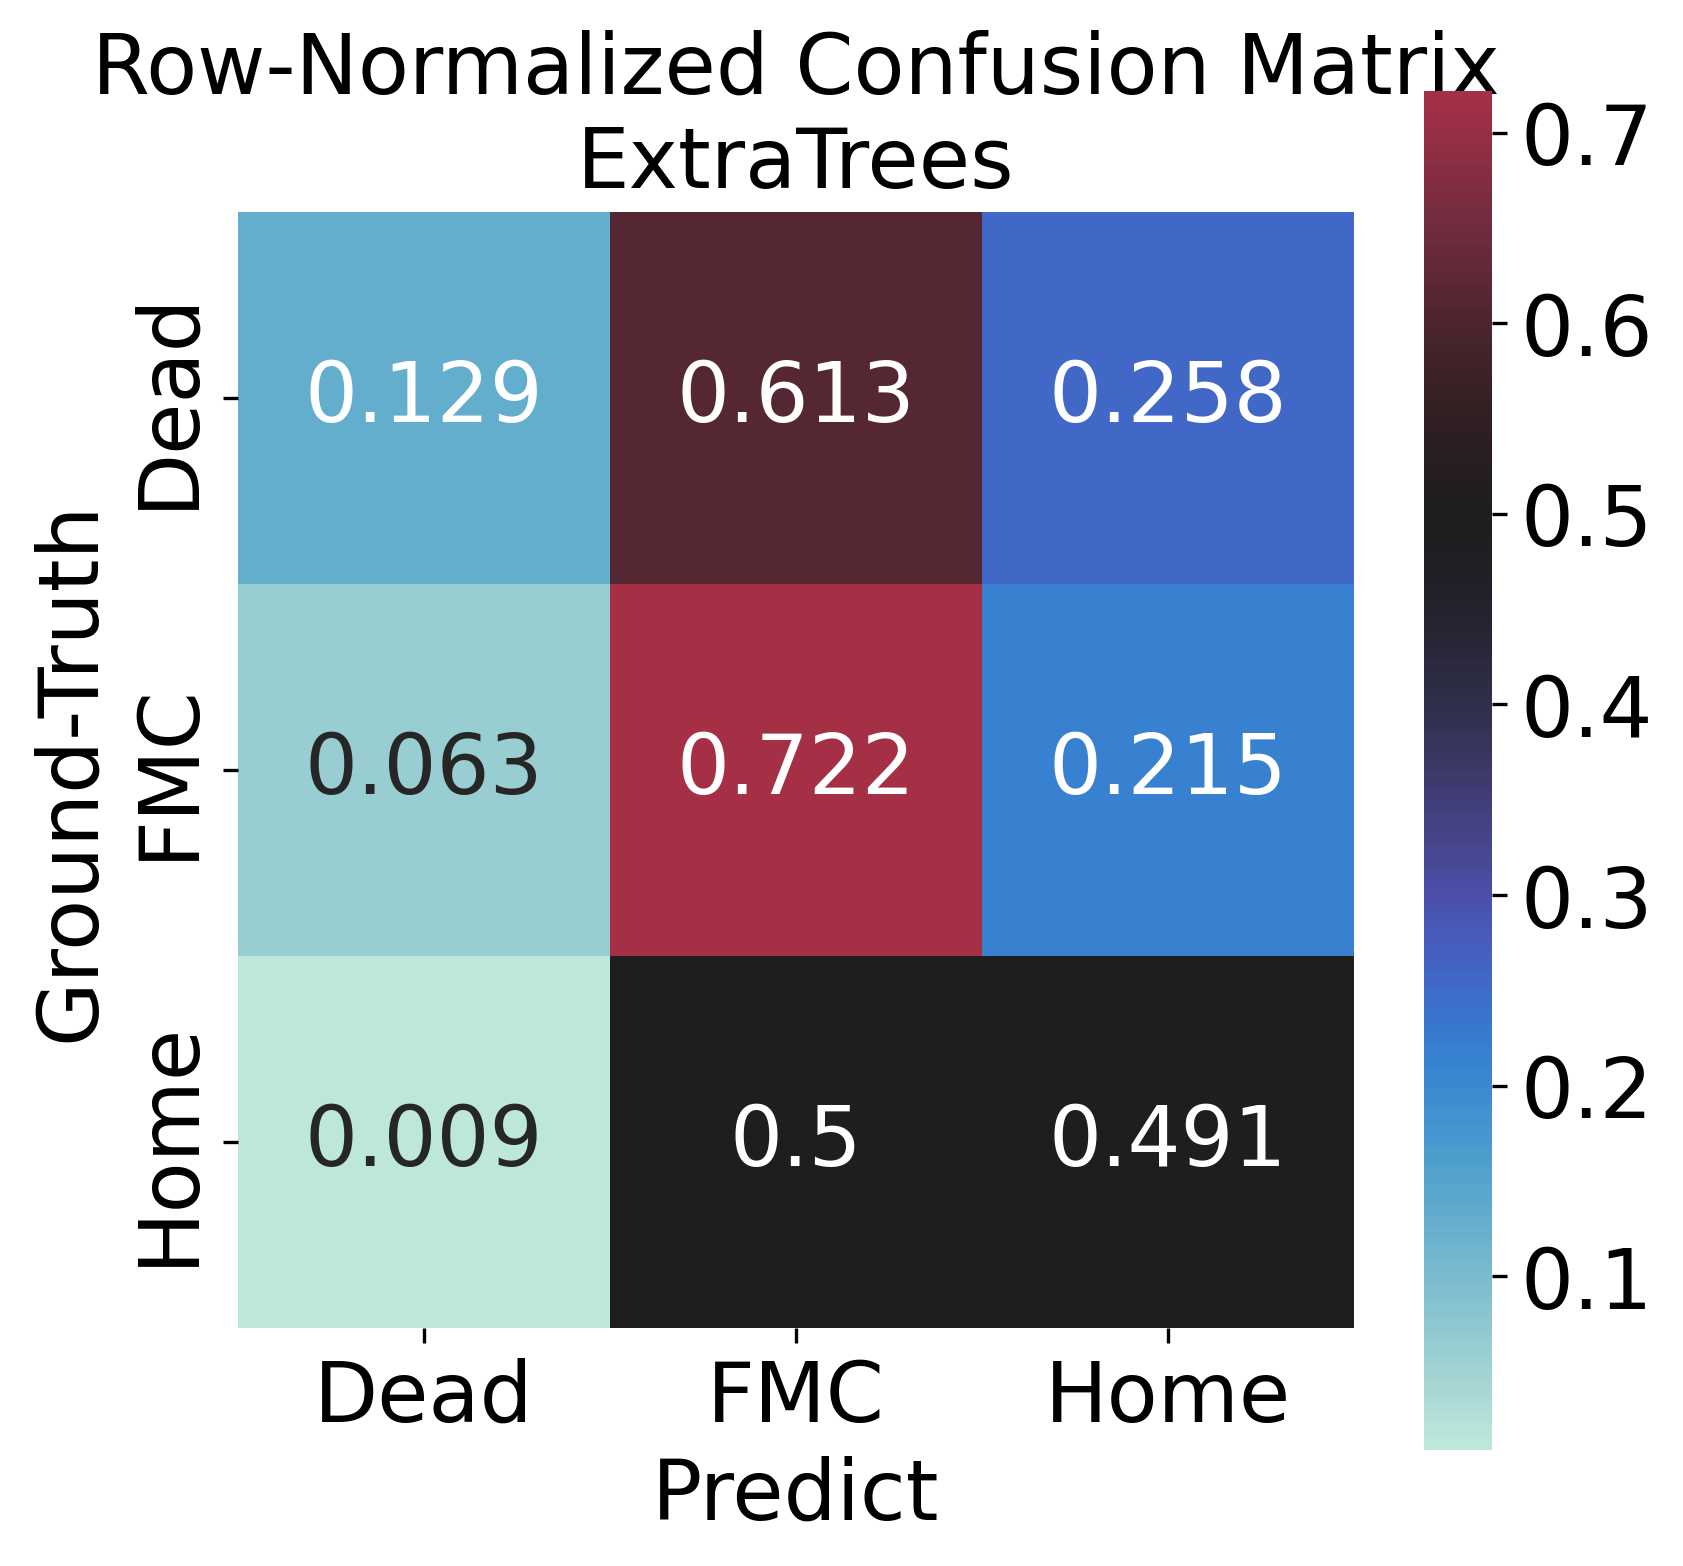 Row-Normalized Confusion Matrix
ExtraTrees
Ground-Truth
Dead
0.129 0.613 0.258
FMC
0.063 0.722 0.215
Home
0.009 0.5 0.491
Dead FMC Home
Predict
0.7
0.6
0.5
0.4
0.3
0.2
0.1